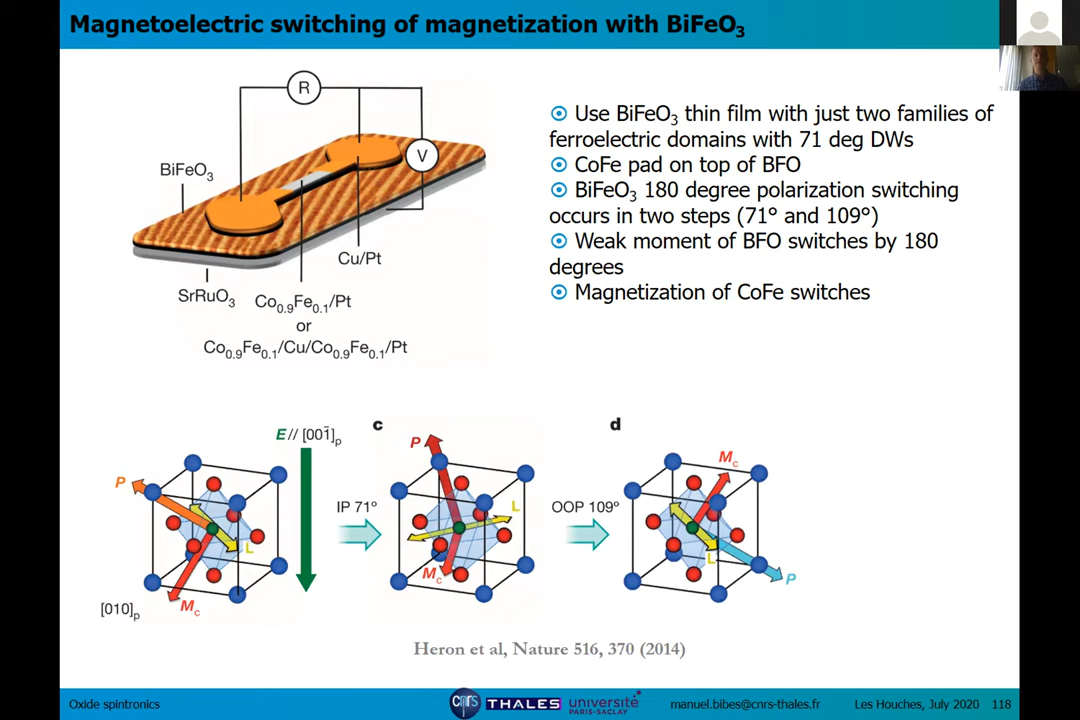 Magnetoelectric switching of magnetization with BiFeO₃
R
V
BiFeO₃
Cu/Pt
SrRuO₃
Co₀.₉Fe₀.₁/Pt
or
Co₀.₉Fe₀.₁/Cu/Co₀.₉Fe₀.₁/Pt
Use BiFeO₃ thin film with just two families of
ferroelectric domains with 71 deg DWs
CoFe pad on top of BFO
BiFeO₃ 180 degree polarization switching
occurs in two steps (71° and 109°)
Weak moment of BFO switches by 180
degrees
Magnetization of CoFe switches
P
L
Mc
[010]p
E// [001̄]p
IP 71°
c
P
L
Mc
OOP 109°
d
Mc
L
P
Heron et al, Nature 516, 370 (2014)
Oxide spintronics
cnrs
THALES
université
PARIS-SACLAY
manuel.bibes@cnrs-thales.fr
Les Houches, July 2020
118